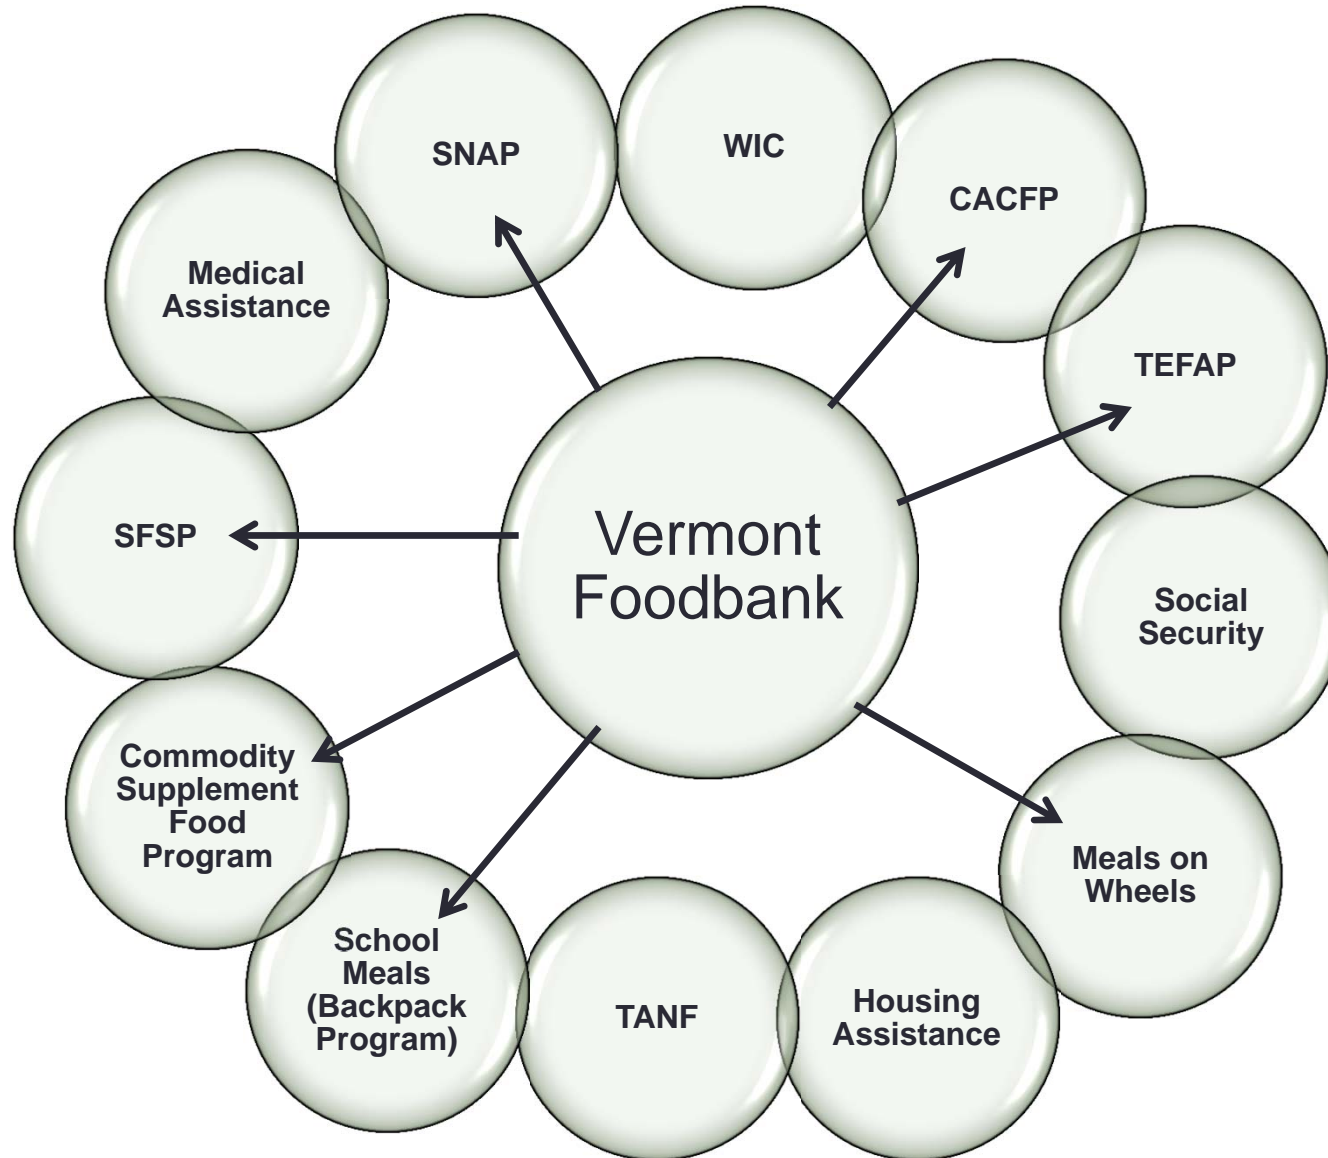 SNAP
WIC
CACFP
TEFAP
Social
Security
Meals on
Wheels
Housing
Assistance
TANF
School
Meals
(Backpack
Program)
Commodity
Supplement
Food
Program
SFSP
Medical
Assistance
Vermont
Foodbank